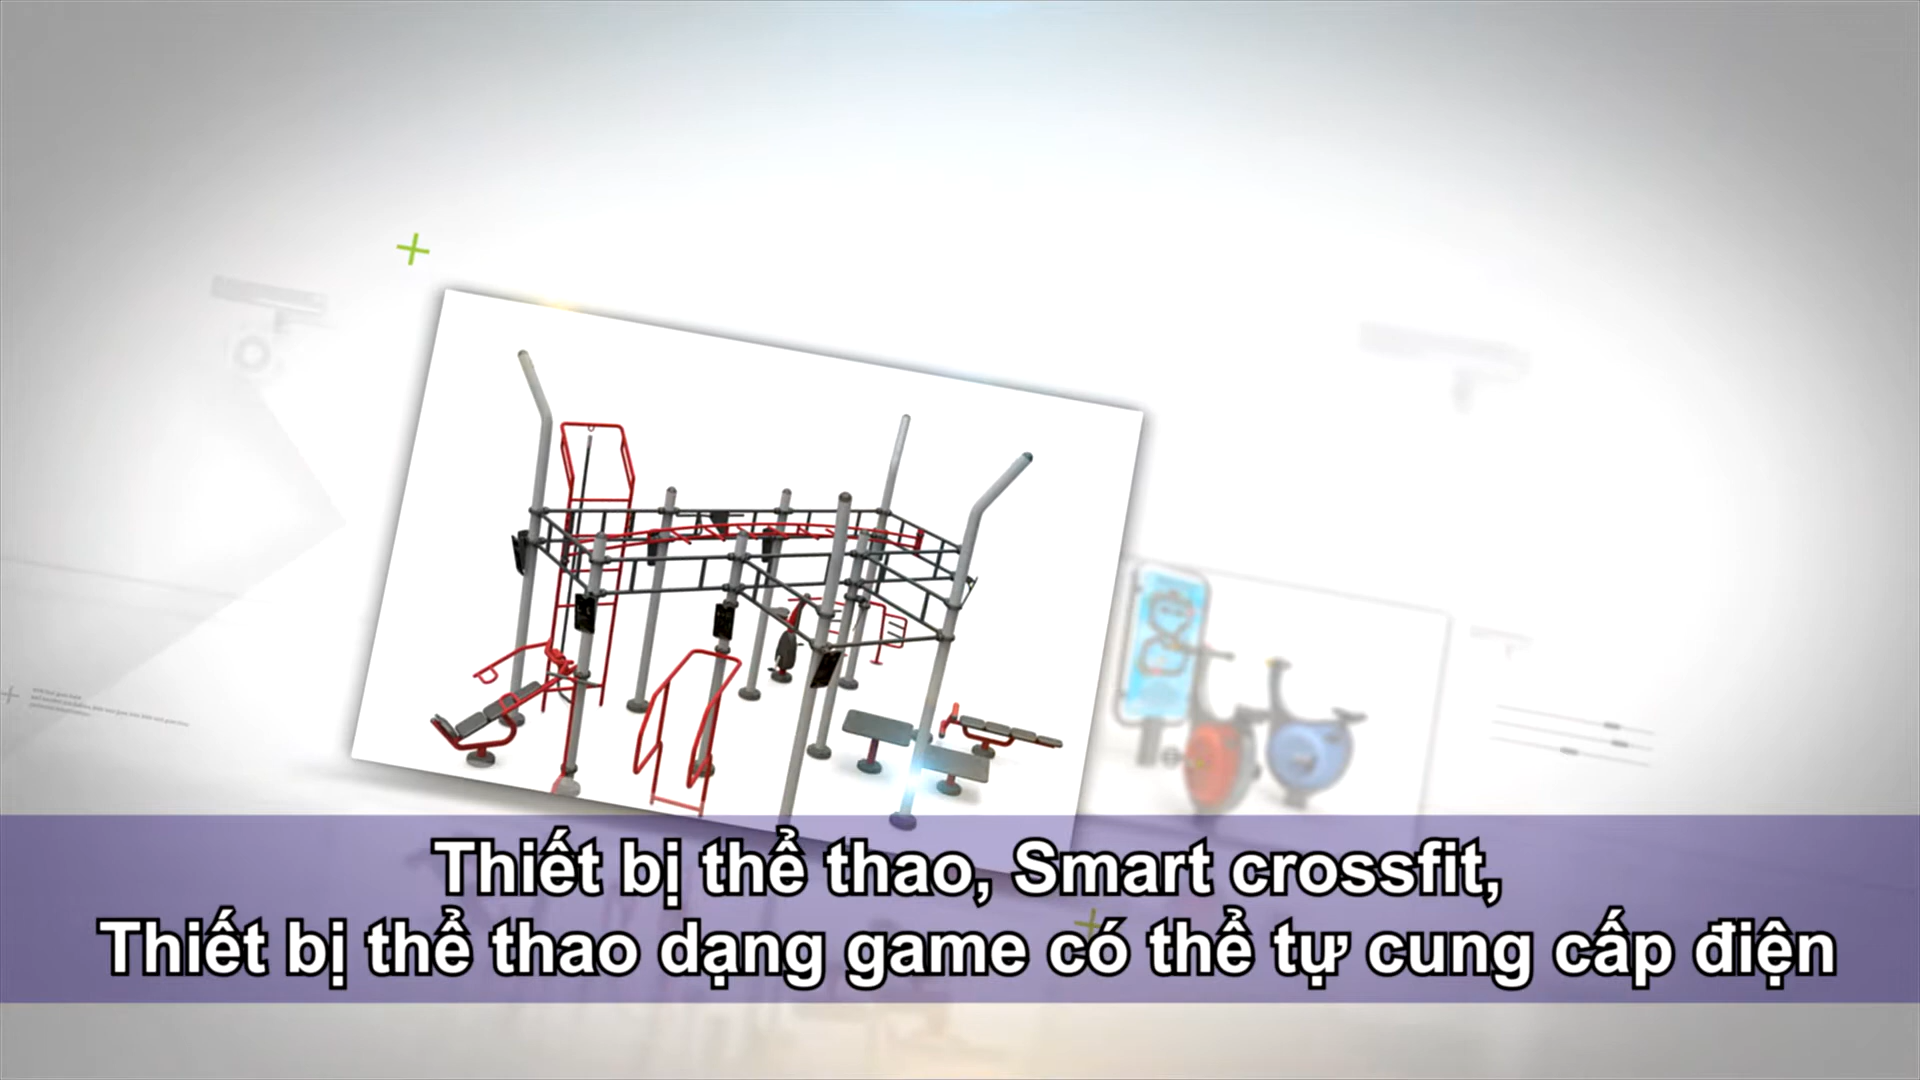 Thiết bị thể thao, Smart crossfit,
Thiết bị thể thao dạng game có thể tự cung cấp điện